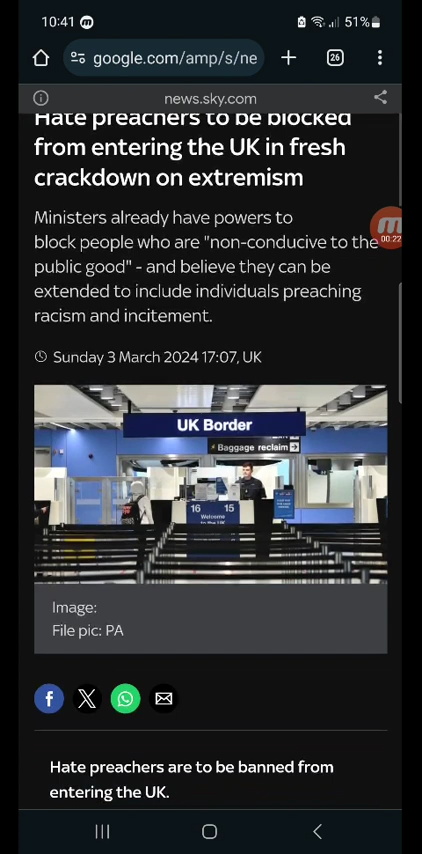 10:41
51%
google.com/amp/s/ne
26
news.sky.com
Hate preachers to be blocked
from entering the UK in fresh
crackdown on extremism
Ministers already have powers to
block people who are "non-conducive to the
public good" - and believe they can be
extended to include individuals preaching
racism and incitement.
00:22
Sunday 3 March 2024 17:07, UK
UK Border
Baggage reclaim
16 15
Welcome
to the UK
Image:
File pic: PA
Hate preachers are to be banned from
entering the UK.